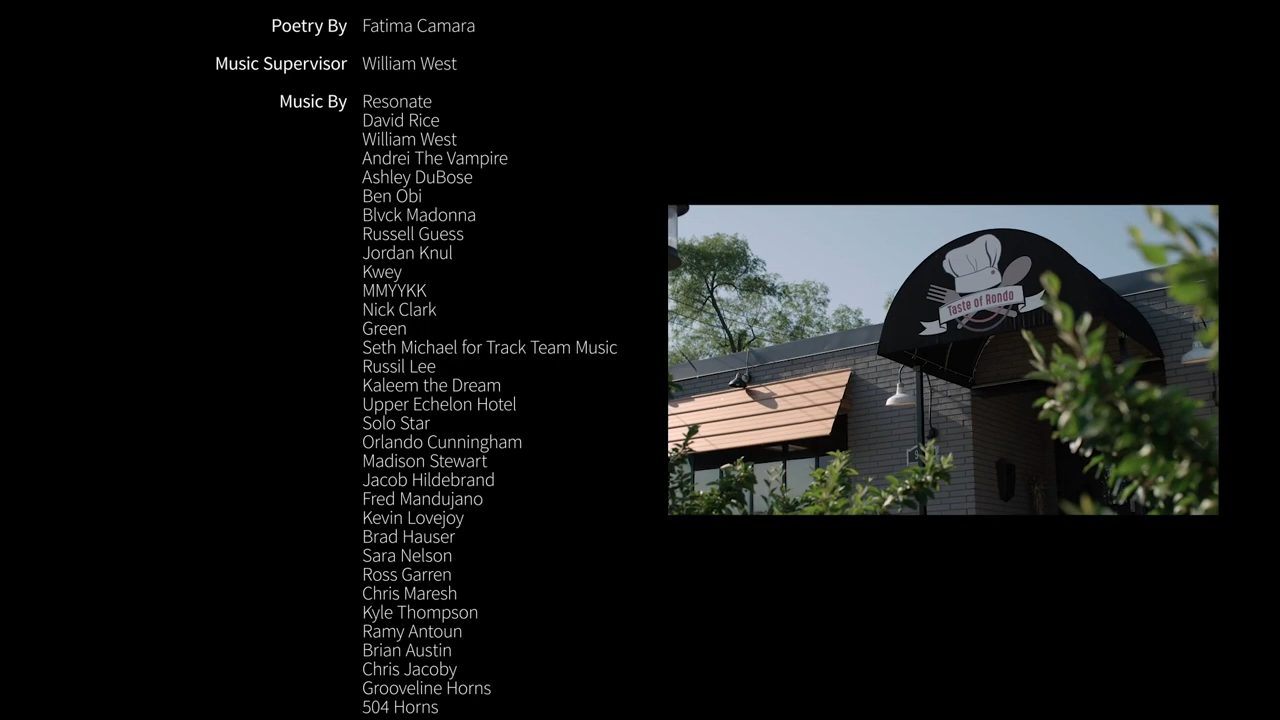 Poetry By Fatima Camara
Music Supervisor William West
Music By Resonate
David Rice
William West
Andrei The Vampire
Ashley DuBose
Ben Obi
Blvck Madonna
Russell Guess
Jordan Knul
Kwey
MMYYKK
Nick Clark
Green
Seth Michael for Track Team Music
Russil Lee
Kaleem the Dream
Upper Echelon Hotel
Solo Star
Orlando Cunningham
Madison Stewart
Jacob Hildebrand
Fred Mandujano
Kevin Lovejoy
Brad Hauser
Sara Nelson
Ross Garren
Chris Maresh
Kyle Thompson
Ramy Antoun
Brian Austin
Chris Jacoby
Grooveline Horns
504 Horns
Taste of Rondo